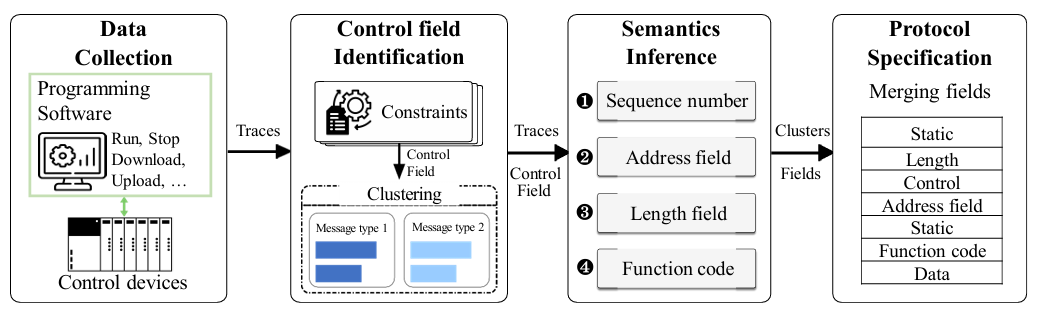 Data
Collection
Programming
Software
Run, Stop
Download,
Upload, …
Control devices
Traces
Control field
Identification
Constraints
Control
Field
Clustering
Message type 1
Message type 2
Traces
Control
Field
Semantics
Inference
❶ Sequence number
❷ Address field
❸ Length field
❹ Function code
Clusters
Fields
Protocol
Specification
Merging fields
Static
Length
Control
Address field
Static
Function code
Data